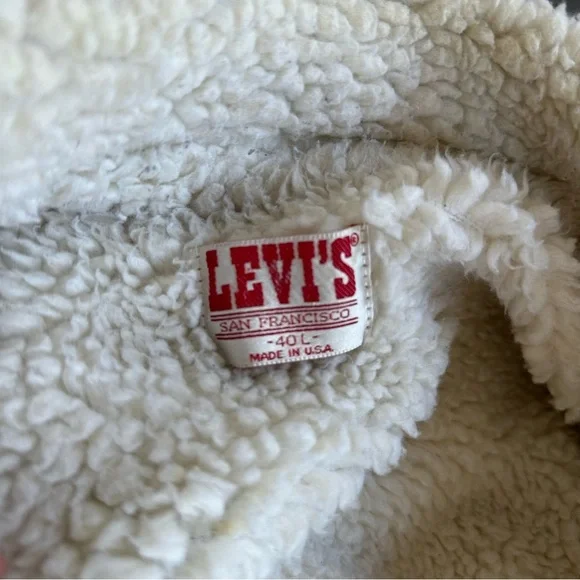 LEVI'S®
SAN FRANCISCO
-40L-
MADE IN U.S.A.